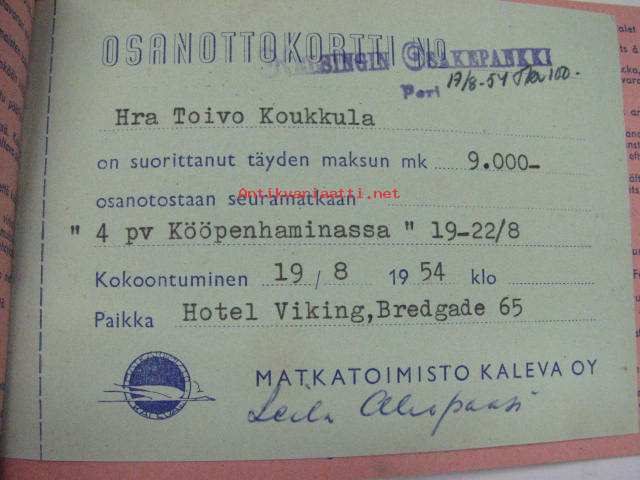 OSANOTTOKORTTI No
HELSINGIN OSAKEPANKKI
Pori 17/8-54
Hra Toivo Koukkula
on suorittanut täyden maksun mk 9.000-
Antikvariaatti.net
osanotostaan seuramatkaan
" 4 pv Kööpenhaminassa " 19-22/8
Kokoontuminen 19 / 8 19 54 klo
Paikka Hotel Viking, Bredgade 65
MATKATOIMISTO KALEVA OY